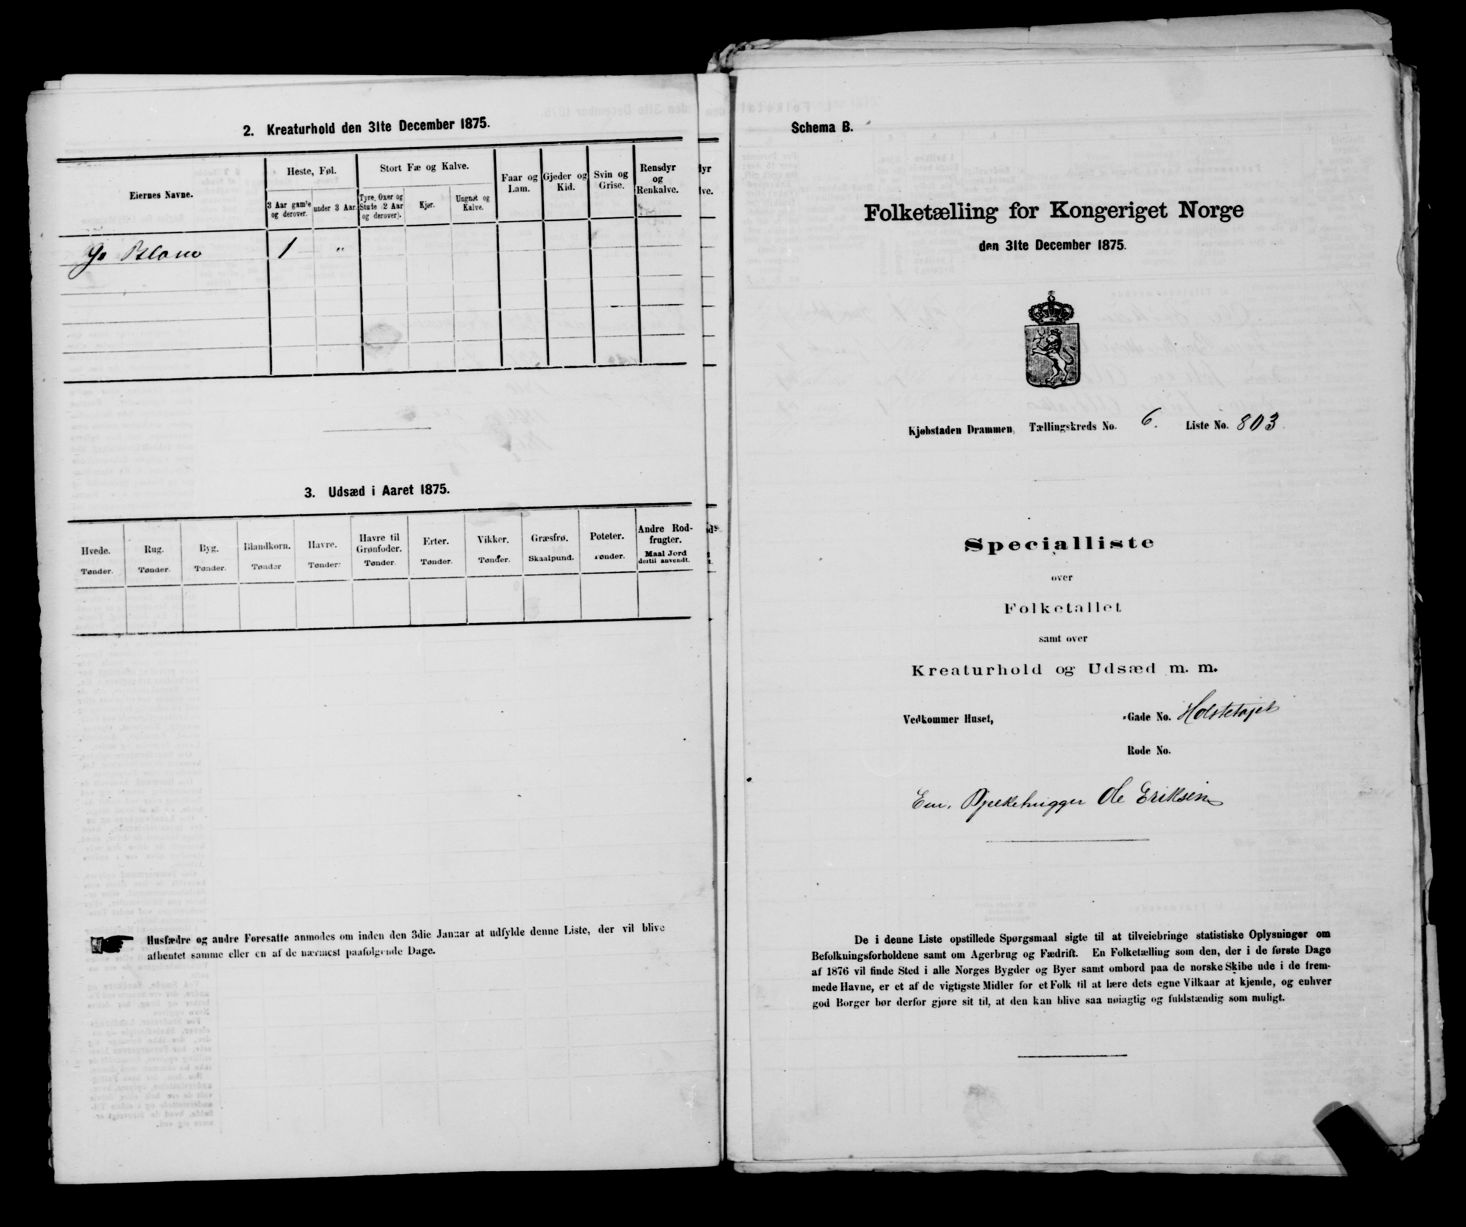 2. Kreaturhold den 31te December 1875.
Eiernes Navne.
Heste, Føl.
Stort Fæ og Kalve.
Faar og Lam.
Gjeder og Kid.
Svin og Grise.
Rensdyr og Renkalve.
3 Aar gamle og derover.
under 3 Aar.
Tyre, Oxer og Stude (2 Aar og derover).
Kjør.
Ungnöt og Kalve.
Blom 1 "
3. Udsæd i Aaret 1875.
Hvede. Tønder.
Rug. Tønder.
Byg. Tønder.
Blandkorn. Tønder
Havre. Tønder.
Havre til Grønfoder. Tønder.
Erter. Tønder.
Vikker. Tønder.
Græsfrø. Skaalpund.
Poteter. Tønder.
Andre Rodfrugter. Maal Jord dertil anvendt.
Husfædre og andre Foresatte anmodes om inden den 3die Januar at udfylde denne Liste, der vil blive
afhentet samme eller en af de nærmest paafølgende Dage.
Schema B.
Folketælling for Kongeriget Norge
den 31te December 1875.
Kjøbstaden Drammen, Tællingskreds No. 6. Liste No. 803.
Specialliste
over
Folketallet
samt over
Kreaturhold og Udsæd m. m.
Vedkommer Huset, -Gade No.
Rode No.
Bjelkehugger Ole Eriksen
De i denne Liste opstillede Spørgsmaal sigte til at tilveiebringe statistiske Oplysninger om
Befolkningsforholdene samt om Agerbrug og Fædrift. En Folketælling som den, der i de første Dage
af 1876 vil finde Sted i alle Norges Bygder og Byer samt ombord paa de norske Skibe ude i de frem-
mede Havne, er et af de vigtigste Midler for et Folk til at lære dets egne Vilkaar at kjende, og enhver
god Borger bør derfor gjøre sit til, at den kan blive saa nøiagtig og fuldstændig som muligt.